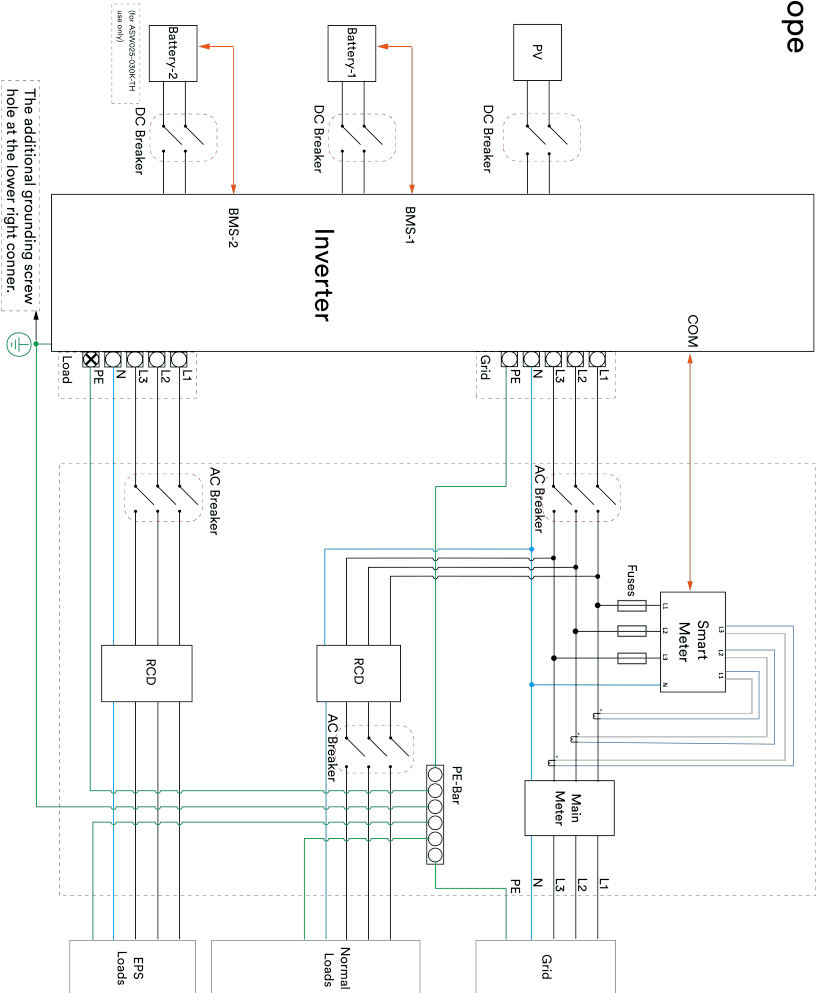 ope
PV
DC Breaker
COM
L1
L2
L3
N
PE
Grid
AC Breaker
Fuses
L1
L2
L3
N
Smart
Meter
L3
L2
L1
Main
Meter
L1
L2
L3
N
PE
Grid
Battery-1
DC Breaker
BMS-1
Inverter
RCD
AC Breaker
PE-Bar
Normal
Loads
Battery-2
(for ASW025-030K-TH
use only)
DC Breaker
BMS-2
L1
L2
L3
N
PE
Load
AC Breaker
RCD
EPS
Loads
The additional grounding screw
hole at the lower right conner.